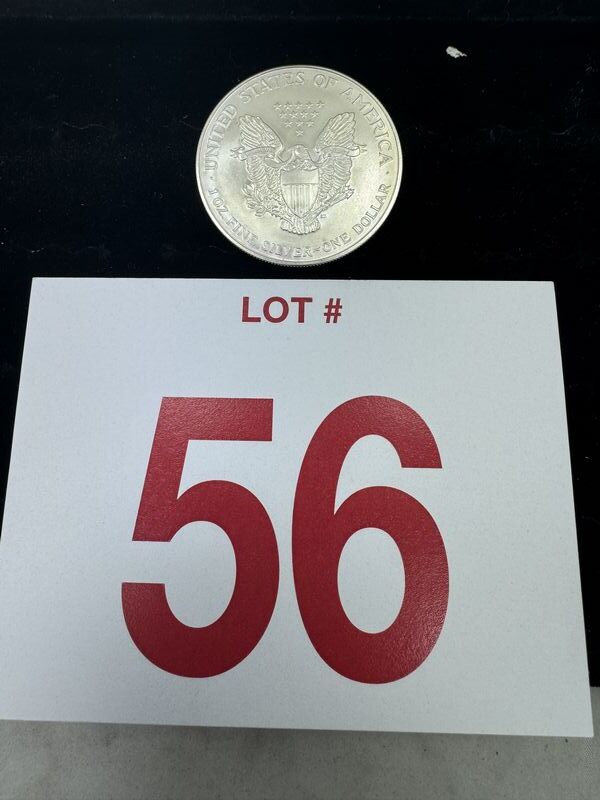 UNITED STATES OF AMERICA
1 OZ. FINE SILVER~ONE DOLLAR
LOT #
56